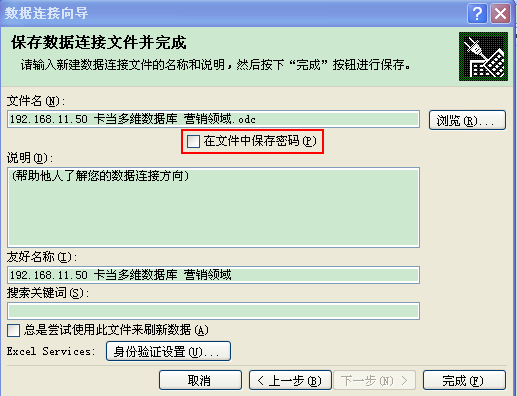 数据连接向导
保存数据连接文件并完成
请输入新建数据连接文件的名称和说明，然后按下“完成”按钮进行保存。
文件名(N):
192.168.11.50 卡当多维数据库 营销领域.odc
浏览(R)...
在文件中保存密码(P)
说明(D):
(帮助他人了解您的数据连接方向)
友好名称(I):
192.168.11.50 卡当多维数据库 营销领域
搜索关键词(S):
总是尝试使用此文件来刷新数据(A)
Excel Services: 身份验证设置(U)...
取消 < 上一步(B) 下一步(N) > 完成(F)